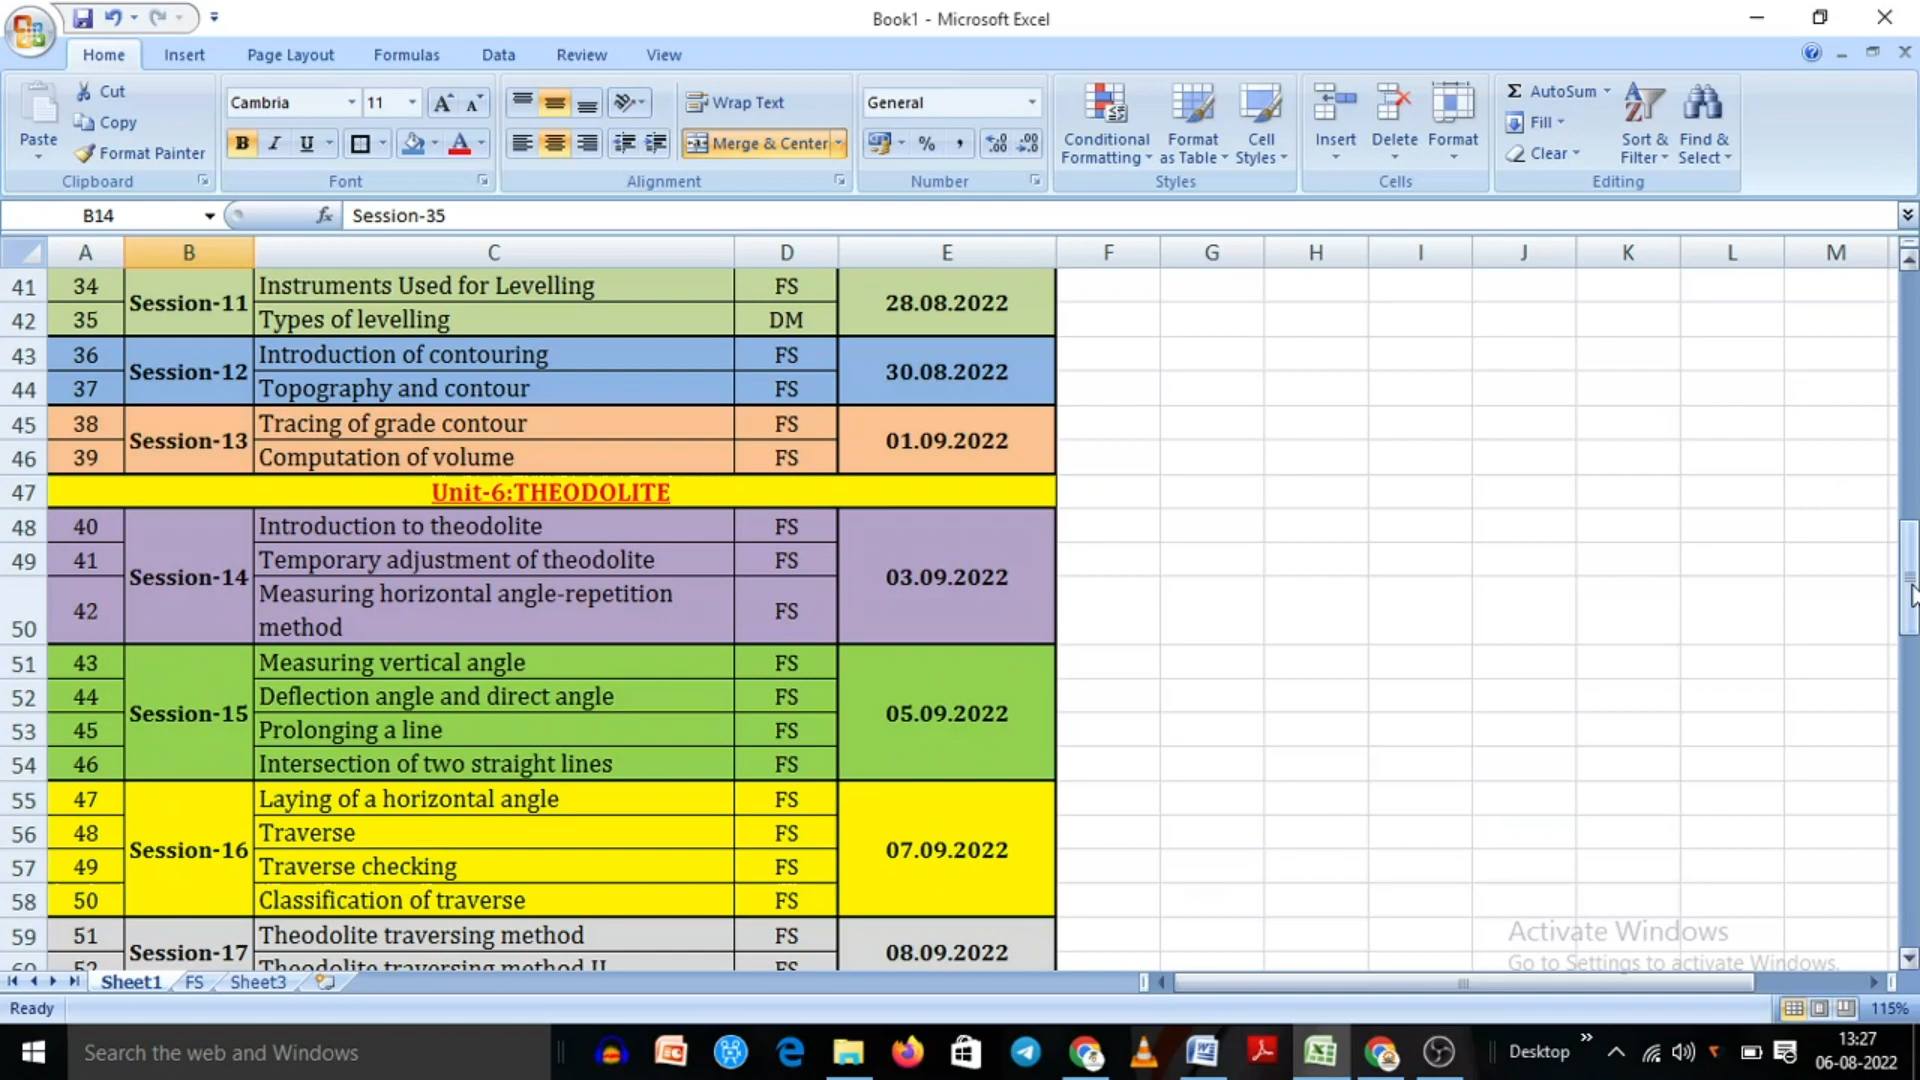 Book1 - Microsoft Excel
Home Insert Page Layout Formulas Data Review View
Paste
Cut
Copy
Format Painter
Clipboard
Cambria 11
B I U
Font
Wrap Text
Merge & Center
Alignment
General
%
Number
Conditional Formatting
Format as Table
Cell Styles
Styles
Insert Delete Format
Cells
AutoSum
Fill
Clear
Sort & Filter
Find & Select
Editing
B14 fx Session-35
A B C D E F G H I J K L M
41 34 Session-11 Instruments Used for Levelling FS 28.08.2022
42 35 Types of levelling DM
43 36 Session-12 Introduction of contouring FS 30.08.2022
44 37 Topography and contour FS
45 38 Session-13 Tracing of grade contour FS 01.09.2022
46 39 Computation of volume FS
47 Unit-6:THEODOLITE
48 40 Session-14 Introduction to theodolite FS 03.09.2022
49 41 Temporary adjustment of theodolite FS
50 42 Measuring horizontal angle-repetition method FS
51 43 Session-15 Measuring vertical angle FS 05.09.2022
52 44 Deflection angle and direct angle FS
53 45 Prolonging a line FS
54 46 Intersection of two straight lines FS
55 47 Session-16 Laying of a horizontal angle FS 07.09.2022
56 48 Traverse FS
57 49 Traverse checking FS
58 50 Classification of traverse FS
59 51 Session-17 Theodolite traversing method FS 08.09.2022
60 52 Theodolite traversing method II FS
Activate Windows
Go to Settings to activate Windows.
Sheet1 FS Sheet3
Ready 115%
Search the web and Windows
Desktop
13:27
06-08-2022